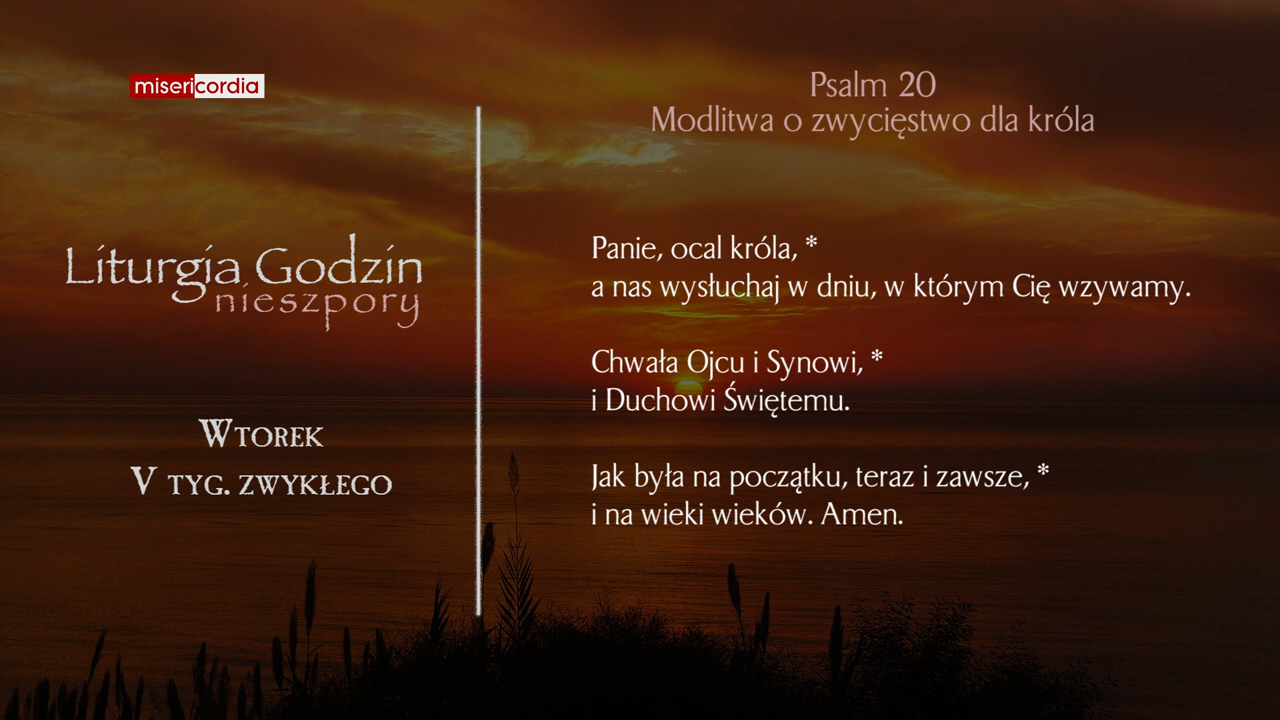 misericordia
Liturgia Godzin
nieszpory
Wtorek
V tyg. zwykłego
Psalm 20
Modlitwa o zwycięstwo dla króla
Panie, ocal króla, *
a nas wysłuchaj w dniu, w którym Cię wzywamy.
Chwała Ojcu i Synowi, *
i Duchowi Świętemu.
Jak była na początku, teraz i zawsze, *
i na wieki wieków. Amen.